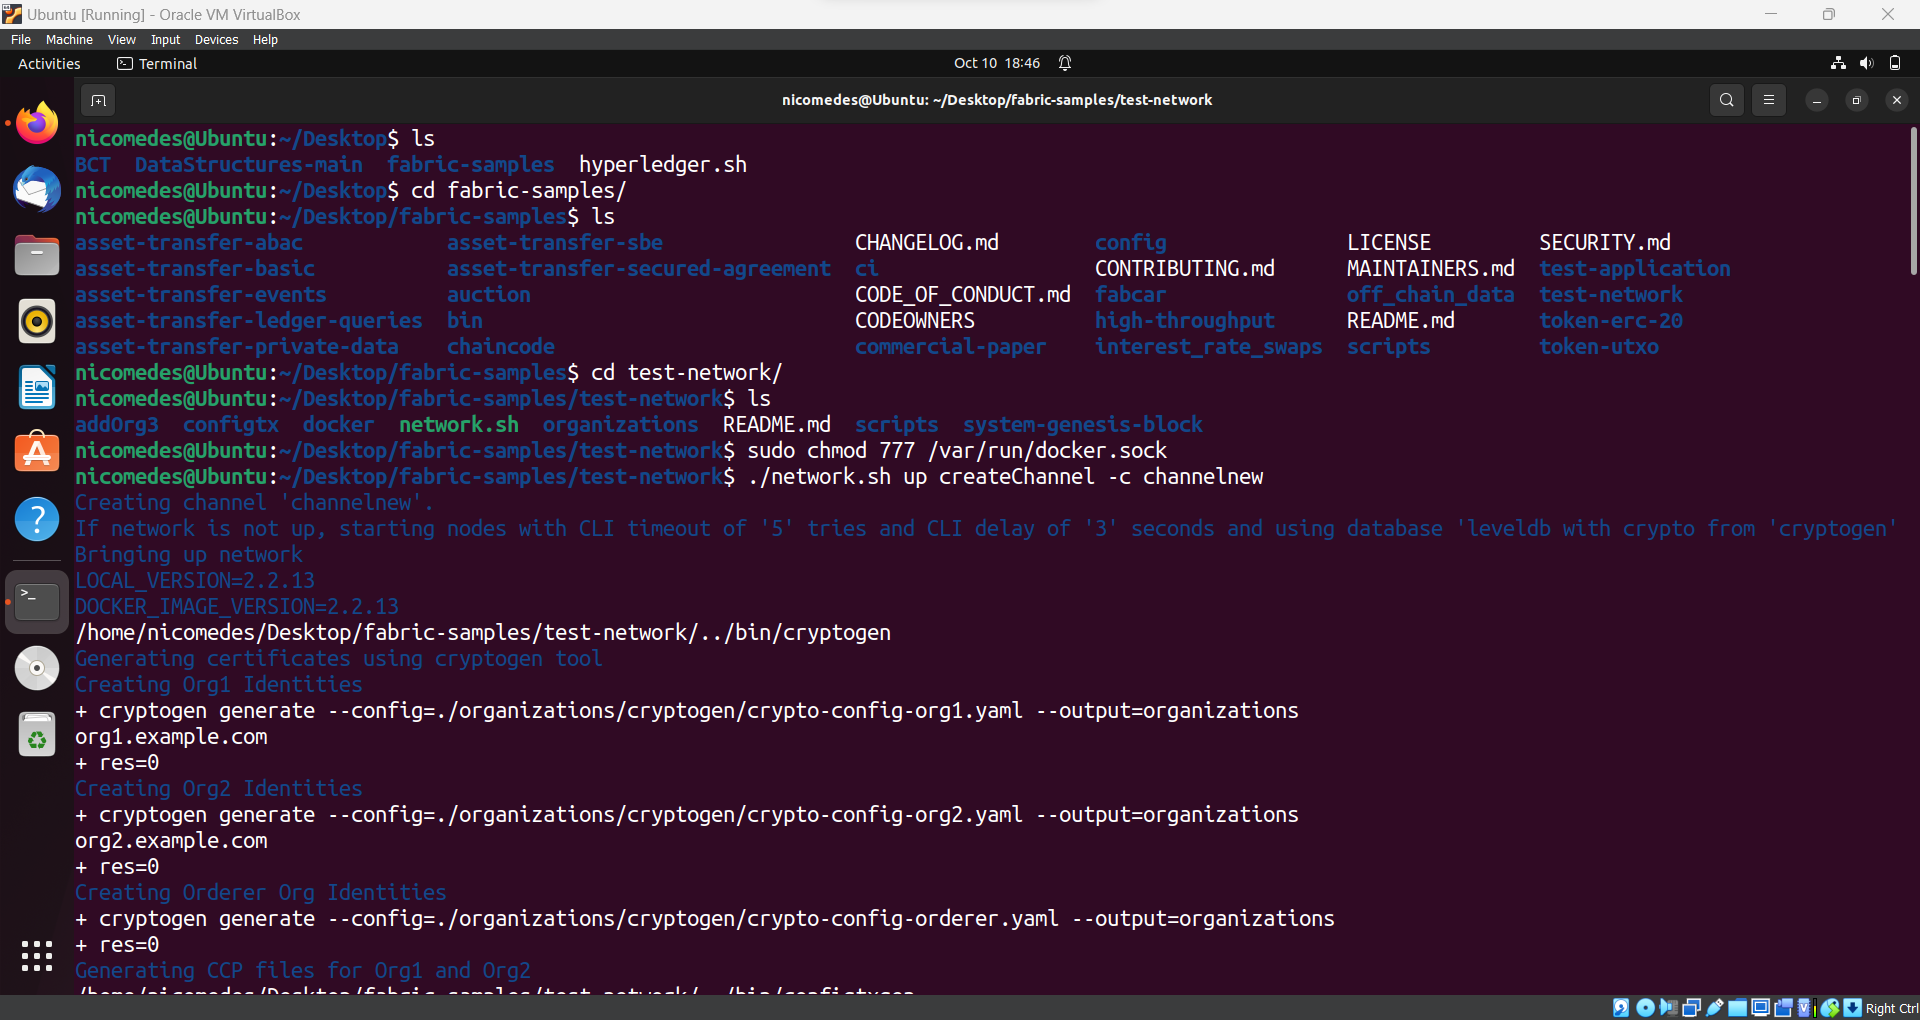 Ubuntu [Running] - Oracle VM VirtualBox
File Machine View Input Devices Help
Activities Terminal Oct 10 18:46
nicomedes@Ubuntu: ~/Desktop/fabric-samples/test-network
nicomedes@Ubuntu:~/Desktop$ ls
BCT DataStructures-main fabric-samples hyperledger.sh
nicomedes@Ubuntu:~/Desktop$ cd fabric-samples/
nicomedes@Ubuntu:~/Desktop/fabric-samples$ ls
asset-transfer-abac asset-transfer-sbe CHANGELOG.md config LICENSE SECURITY.md
asset-transfer-basic asset-transfer-secured-agreement ci CONTRIBUTING.md MAINTAINERS.md test-application
asset-transfer-events auction CODE_OF_CONDUCT.md fabcar off_chain_data test-network
asset-transfer-ledger-queries bin CODEOWNERS high-throughput README.md token-erc-20
asset-transfer-private-data chaincode commercial-paper interest_rate_swaps scripts token-utxo
nicomedes@Ubuntu:~/Desktop/fabric-samples$ cd test-network/
nicomedes@Ubuntu:~/Desktop/fabric-samples/test-network$ ls
addOrg3 configtx docker network.sh organizations README.md scripts system-genesis-block
nicomedes@Ubuntu:~/Desktop/fabric-samples/test-network$ sudo chmod 777 /var/run/docker.sock
nicomedes@Ubuntu:~/Desktop/fabric-samples/test-network$ ./network.sh up createChannel -c channelnew
Creating channel 'channelnew'.
If network is not up, starting nodes with CLI timeout of '5' tries and CLI delay of '3' seconds and using database 'leveldb with crypto from 'cryptogen'
Bringing up network
LOCAL_VERSION=2.2.13
DOCKER_IMAGE_VERSION=2.2.13
/home/nicomedes/Desktop/fabric-samples/test-network/../bin/cryptogen
Generating certificates using cryptogen tool
Creating Org1 Identities
+ cryptogen generate --config=./organizations/cryptogen/crypto-config-org1.yaml --output=organizations
org1.example.com
+ res=0
Creating Org2 Identities
+ cryptogen generate --config=./organizations/cryptogen/crypto-config-org2.yaml --output=organizations
org2.example.com
+ res=0
Creating Orderer Org Identities
+ cryptogen generate --config=./organizations/cryptogen/crypto-config-orderer.yaml --output=organizations
+ res=0
Generating CCP files for Org1 and Org2
/home/nicomedes/Desktop/fabric-samples/test-network/../bin/configtxgen
Right Ctrl